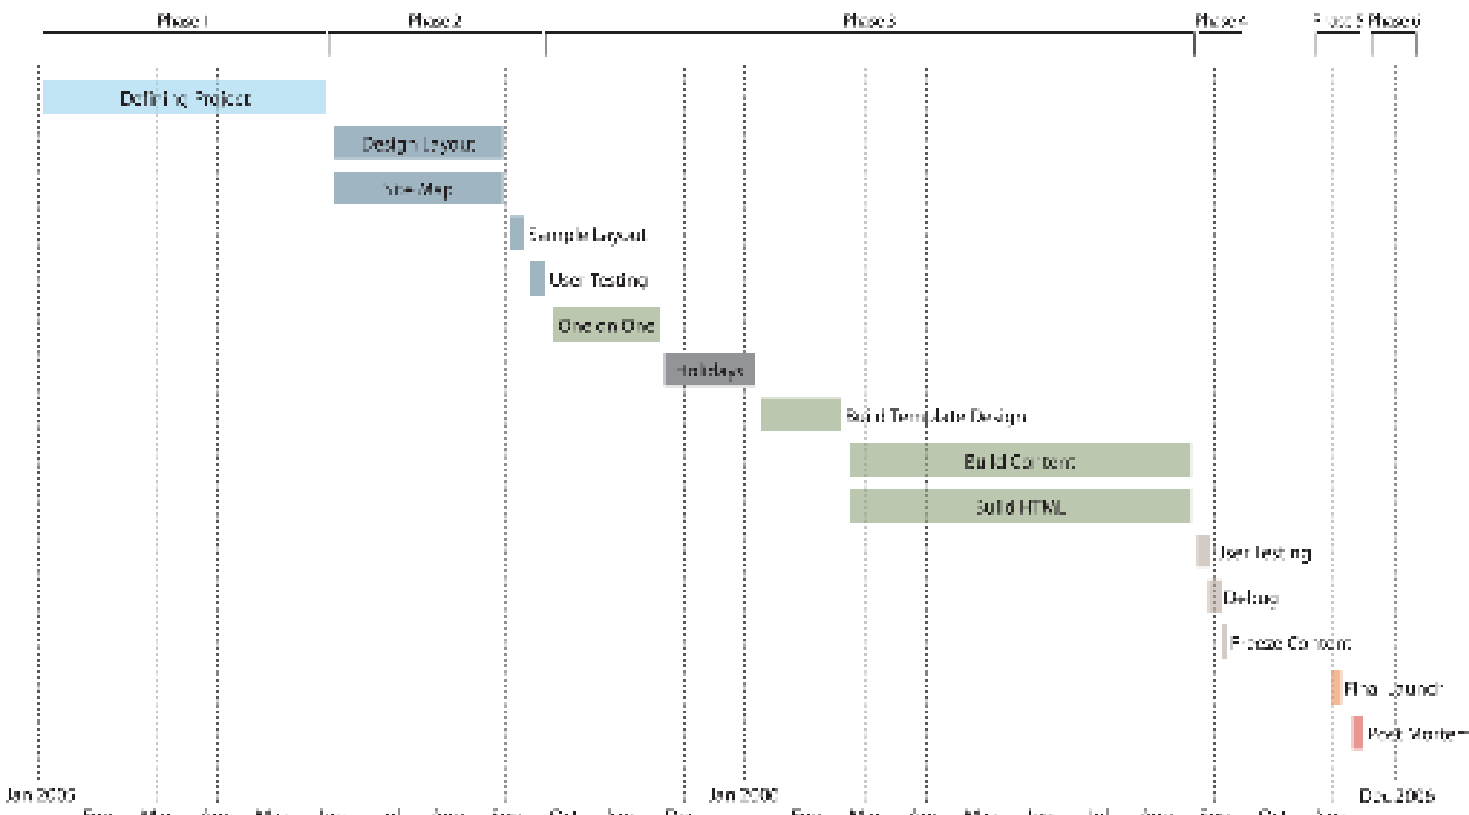 Phase 1 Phase 2 Phase 3 Phase 4 Phase 5 Phase 6
Defining Project
Design Layout
Site Map
Sample Layout
User Testing
One on One
Holidays
Build Template Design
Build Content
Build HTML
User Testing
Debug
Freeze Content
Final Launch
Post Mortem
Jan 2005 Jan 2006 Dec 2006